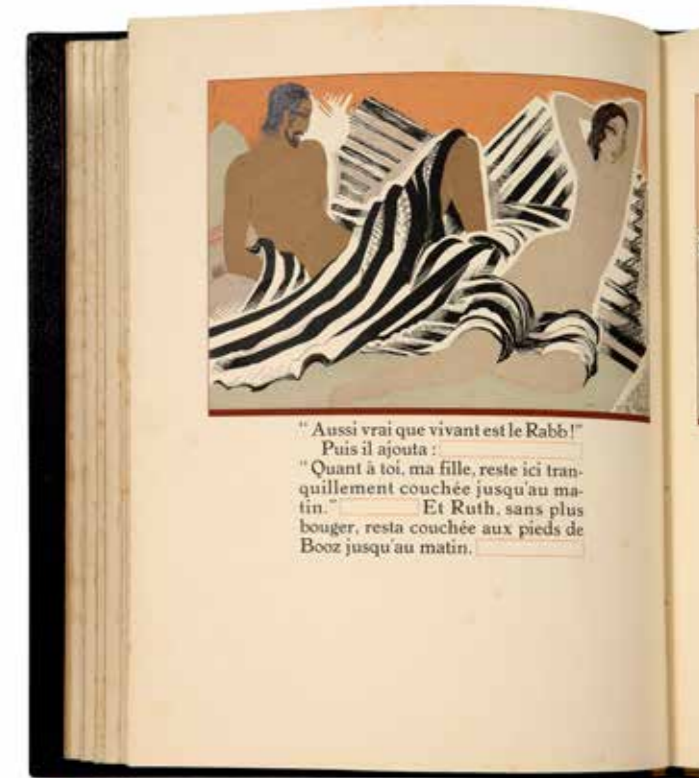 “ Aussi vrai que vivant est le Rabb !”
Puis il ajouta :
“ Quant à toi, ma fille, reste ici tran-
quillement couchée jusqu'au ma-
tin.” Et Ruth, sans plus
bouger, resta couchée aux pieds de
Booz jusqu'au matin.